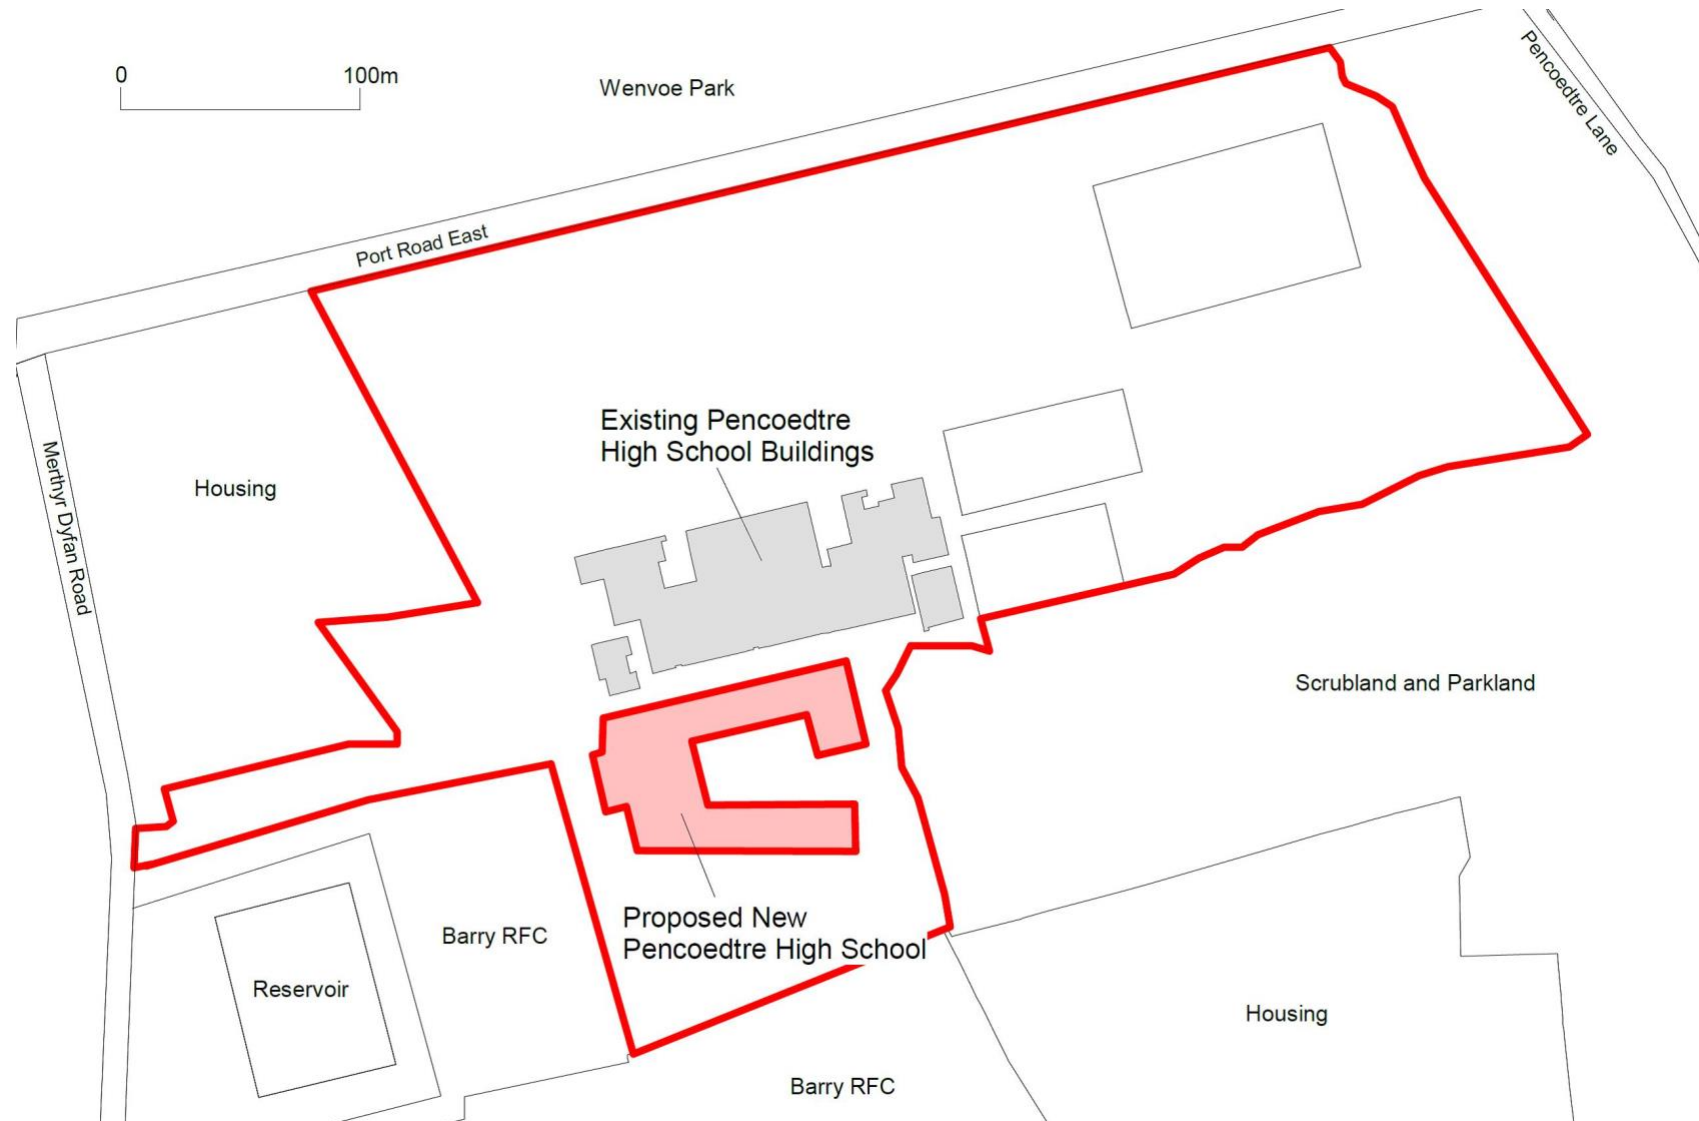 0
100m
Wenvoe Park
Pencoedtre Lane
Port Road East
Existing Pencoedtre
High School Buildings
Housing
Merthyr Dyfan Road
Scrubland and Parkland
Proposed New
Pencoedtre High School
Barry RFC
Reservoir
Housing
Barry RFC